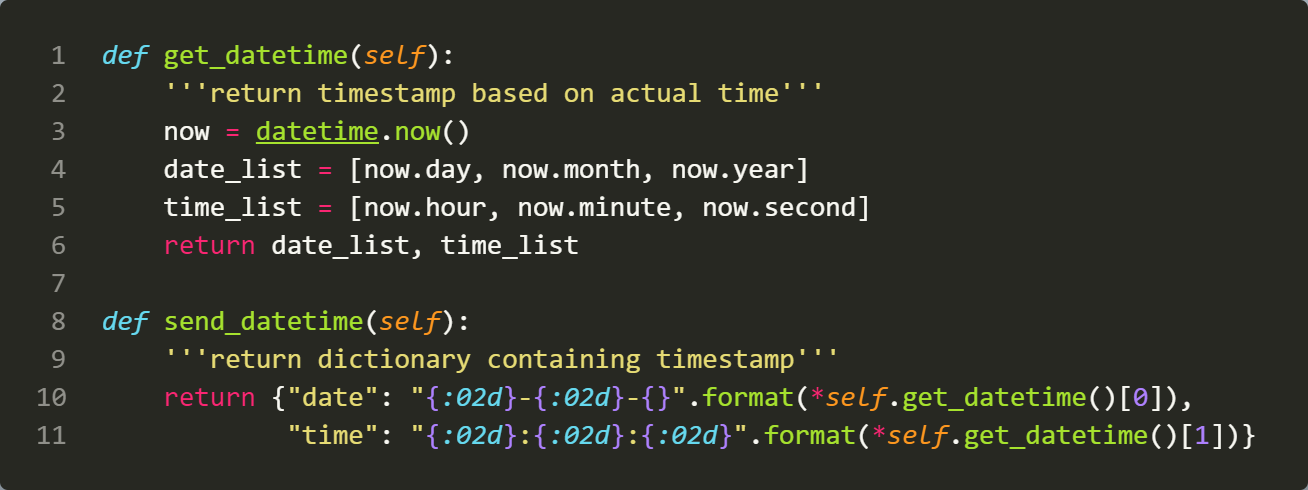 1 def get_datetime(self):
2     '''return timestamp based on actual time'''
3     now = datetime.now()
4     date_list = [now.day, now.month, now.year]
5     time_list = [now.hour, now.minute, now.second]
6     return date_list, time_list
7
8 def send_datetime(self):
9     '''return dictionary containing timestamp'''
10     return {"date": "{:02d}-{:02d}-{}".format(*self.get_datetime()[0]),
11             "time": "{:02d}:{:02d}:{:02d}".format(*self.get_datetime()[1])}